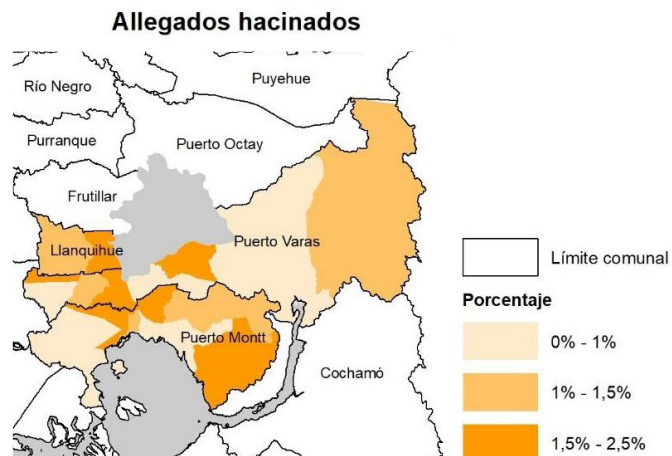 Allegados hacinados
Puyehue
Río Negro
Purranque
Puerto Octay
Frutillar
Llanquihue
Puerto Varas
Puerto Montt
Cochamó
Límite comunal
Porcentaje
0% - 1%
1% - 1,5%
1,5% - 2,5%